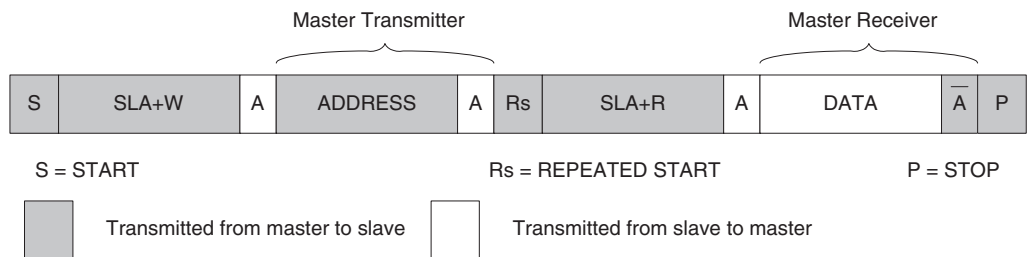 Master Transmitter Master Receiver
S SLA+W A ADDRESS A Rs SLA+R A DATA A̅ P
S = START Rs = REPEATED START P = STOP
Transmitted from master to slave Transmitted from slave to master